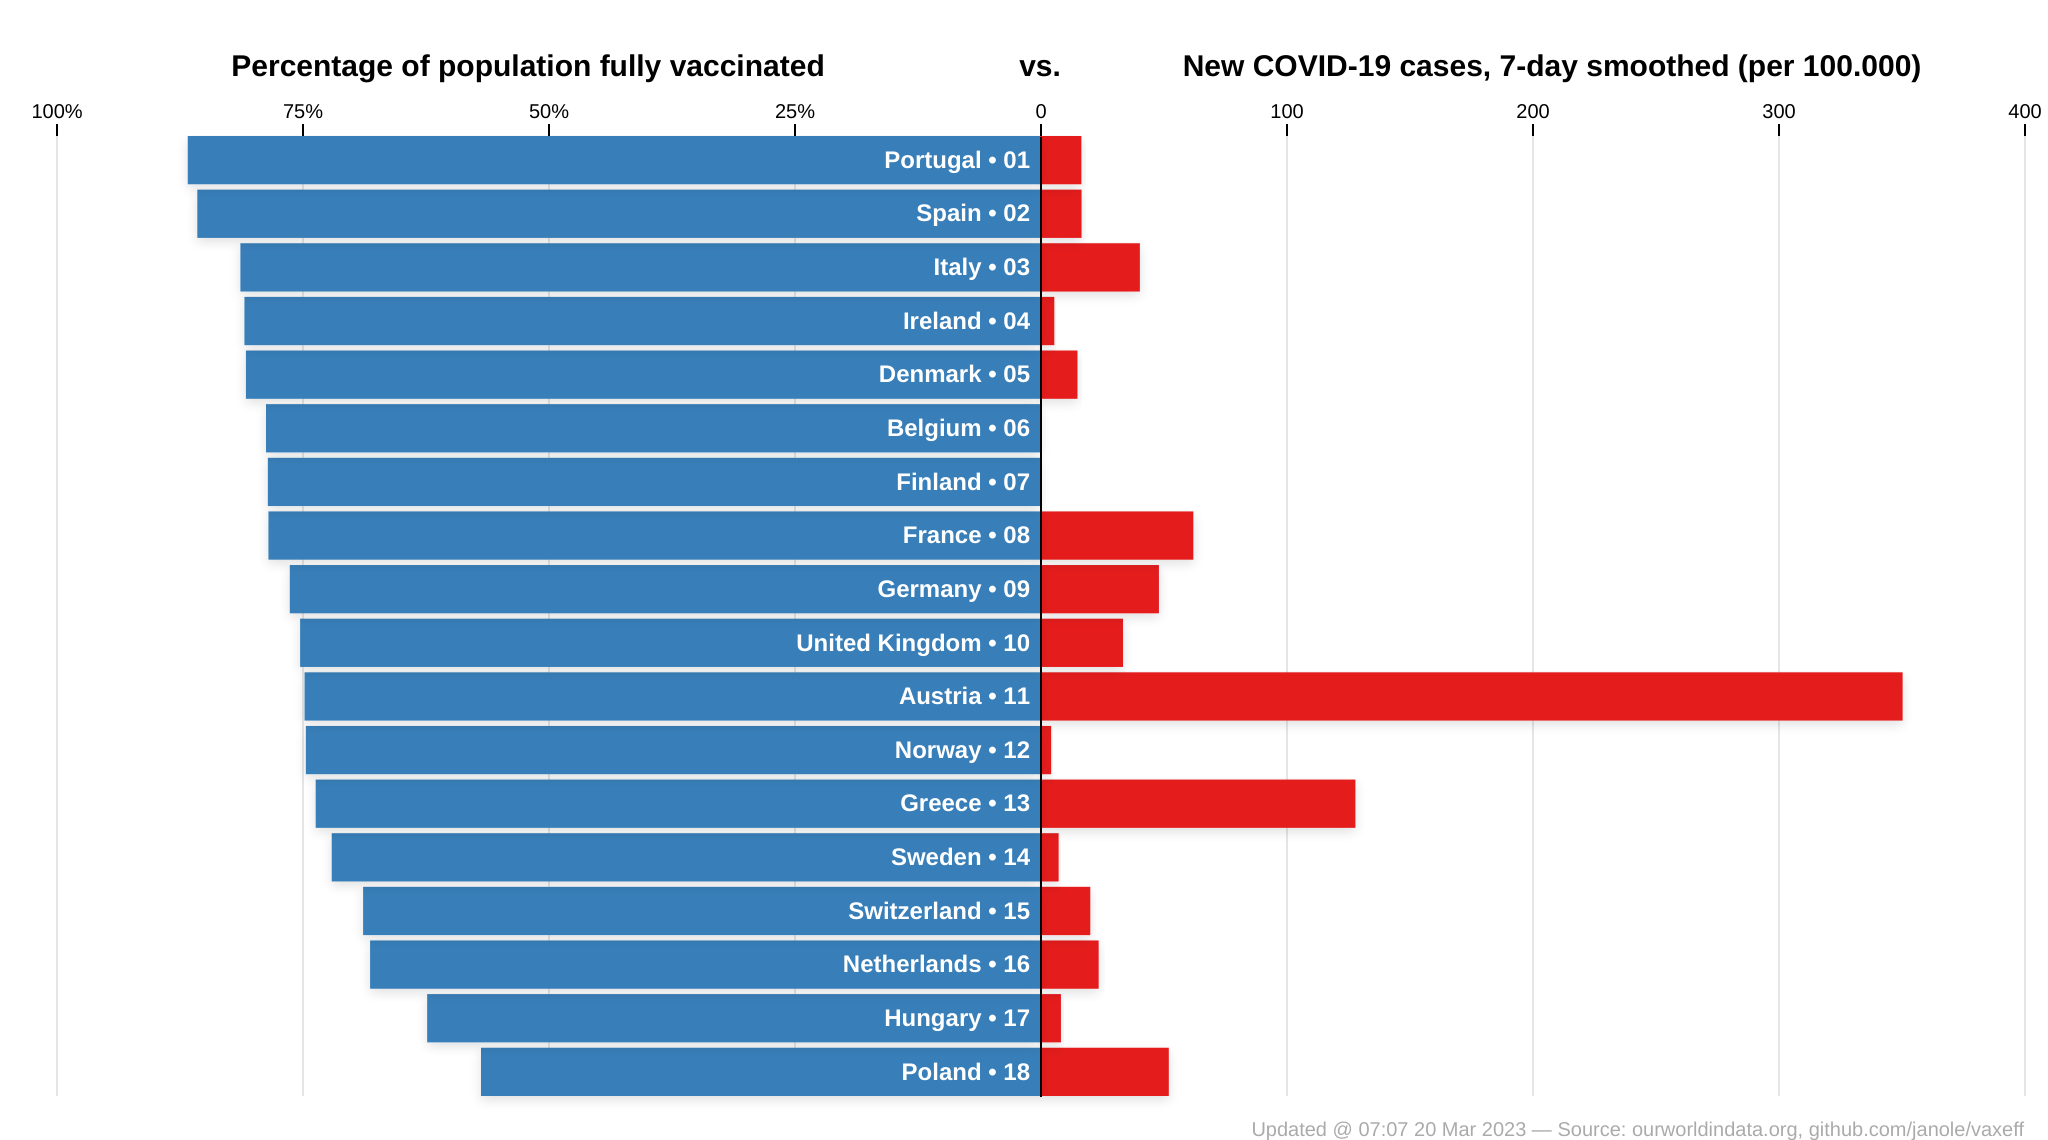 Percentage of population fully vaccinated vs. New COVID-19 cases, 7-day smoothed (per 100.000)
100% 75% 50% 25% 0 100 200 300 400
Portugal • 01
Spain • 02
Italy • 03
Ireland • 04
Denmark • 05
Belgium • 06
Finland • 07
France • 08
Germany • 09
United Kingdom • 10
Austria • 11
Norway • 12
Greece • 13
Sweden • 14
Switzerland • 15
Netherlands • 16
Hungary • 17
Poland • 18
Updated @ 07:07 20 Mar 2023 — Source: ourworldindata.org, github.com/janole/vaxeff